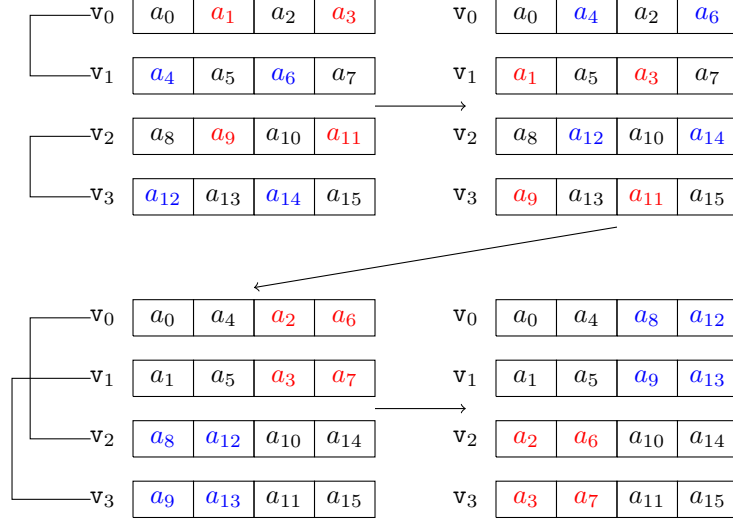 v₀ a₀ a₁ a₂ a₃ v₀ a₀ a₄ a₂ a₆
v₁ a₄ a₅ a₆ a₇ v₁ a₁ a₅ a₃ a₇
v₂ a₈ a₉ a₁₀ a₁₁ v₂ a₈ a₁₂ a₁₀ a₁₄
v₃ a₁₂ a₁₃ a₁₄ a₁₅ v₃ a₉ a₁₃ a₁₁ a₁₅
v₀ a₀ a₄ a₂ a₆ v₀ a₀ a₄ a₈ a₁₂
v₁ a₁ a₅ a₃ a₇ v₁ a₁ a₅ a₉ a₁₃
v₂ a₈ a₁₂ a₁₀ a₁₄ v₂ a₂ a₆ a₁₀ a₁₄
v₃ a₉ a₁₃ a₁₁ a₁₅ v₃ a₃ a₇ a₁₁ a₁₅